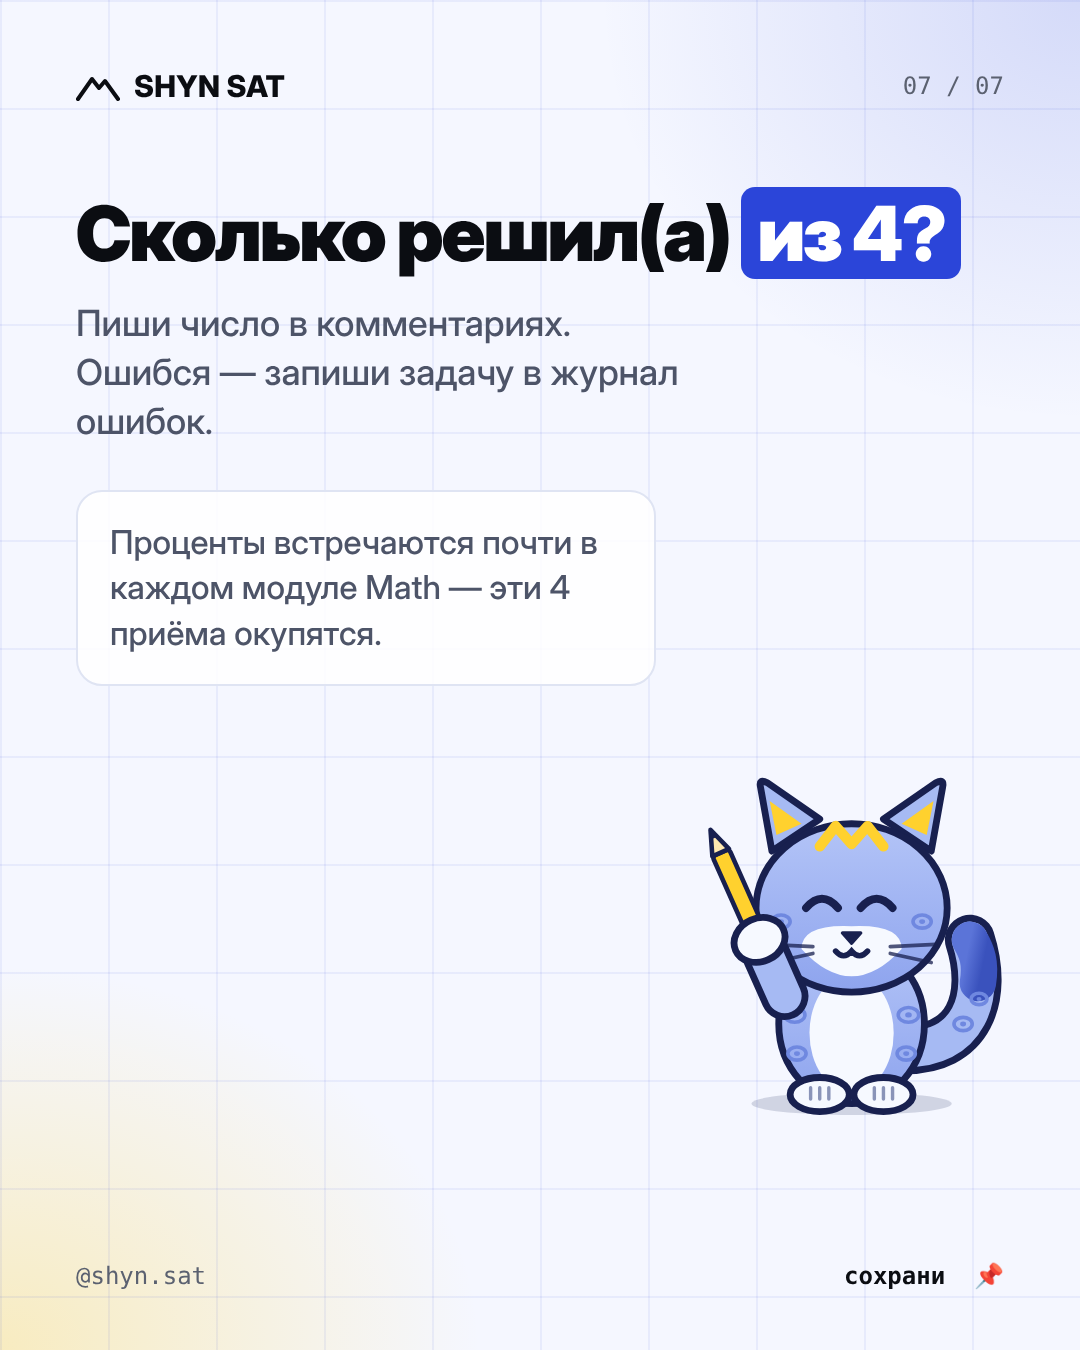 SHYN SAT
07 / 07
Сколько решил(а) из 4?
Пиши число в комментариях.
Ошибся — запиши задачу в журнал
ошибок.
Проценты встречаются почти в
каждом модуле Math — эти 4
приёма окупятся.
@shyn.sat
сохрани 📌